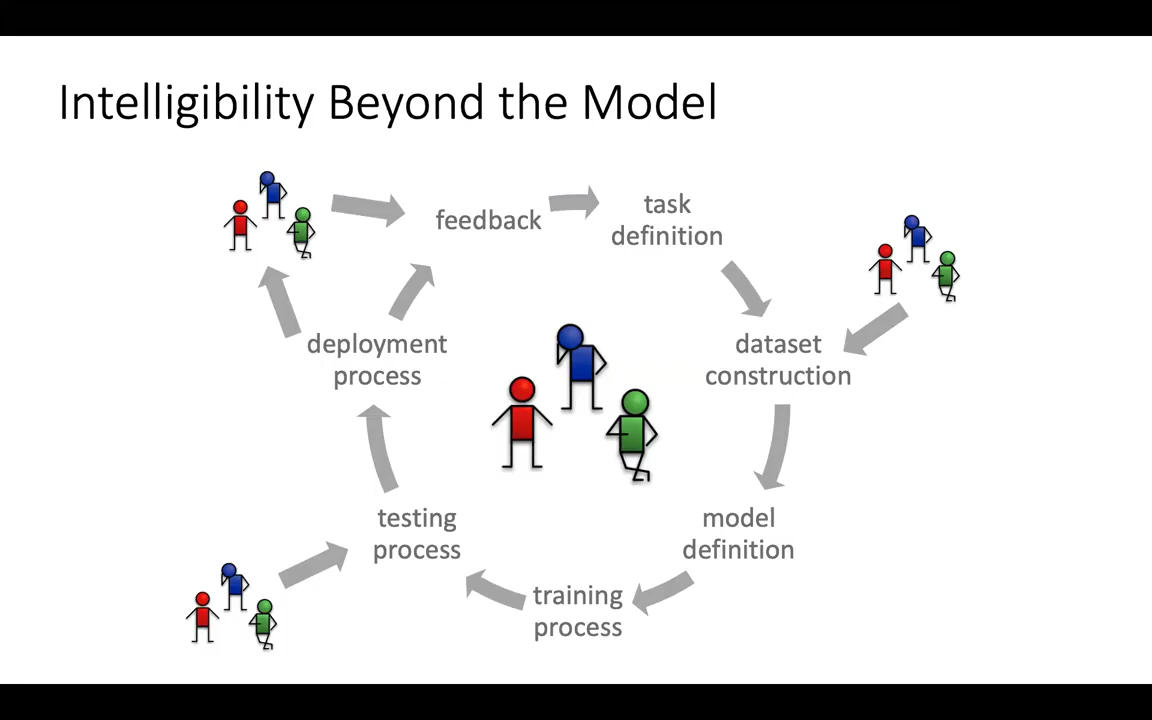 Intelligibility Beyond the Model
feedback
task
definition
deployment
process
dataset
construction
testing
process
model
definition
training
process